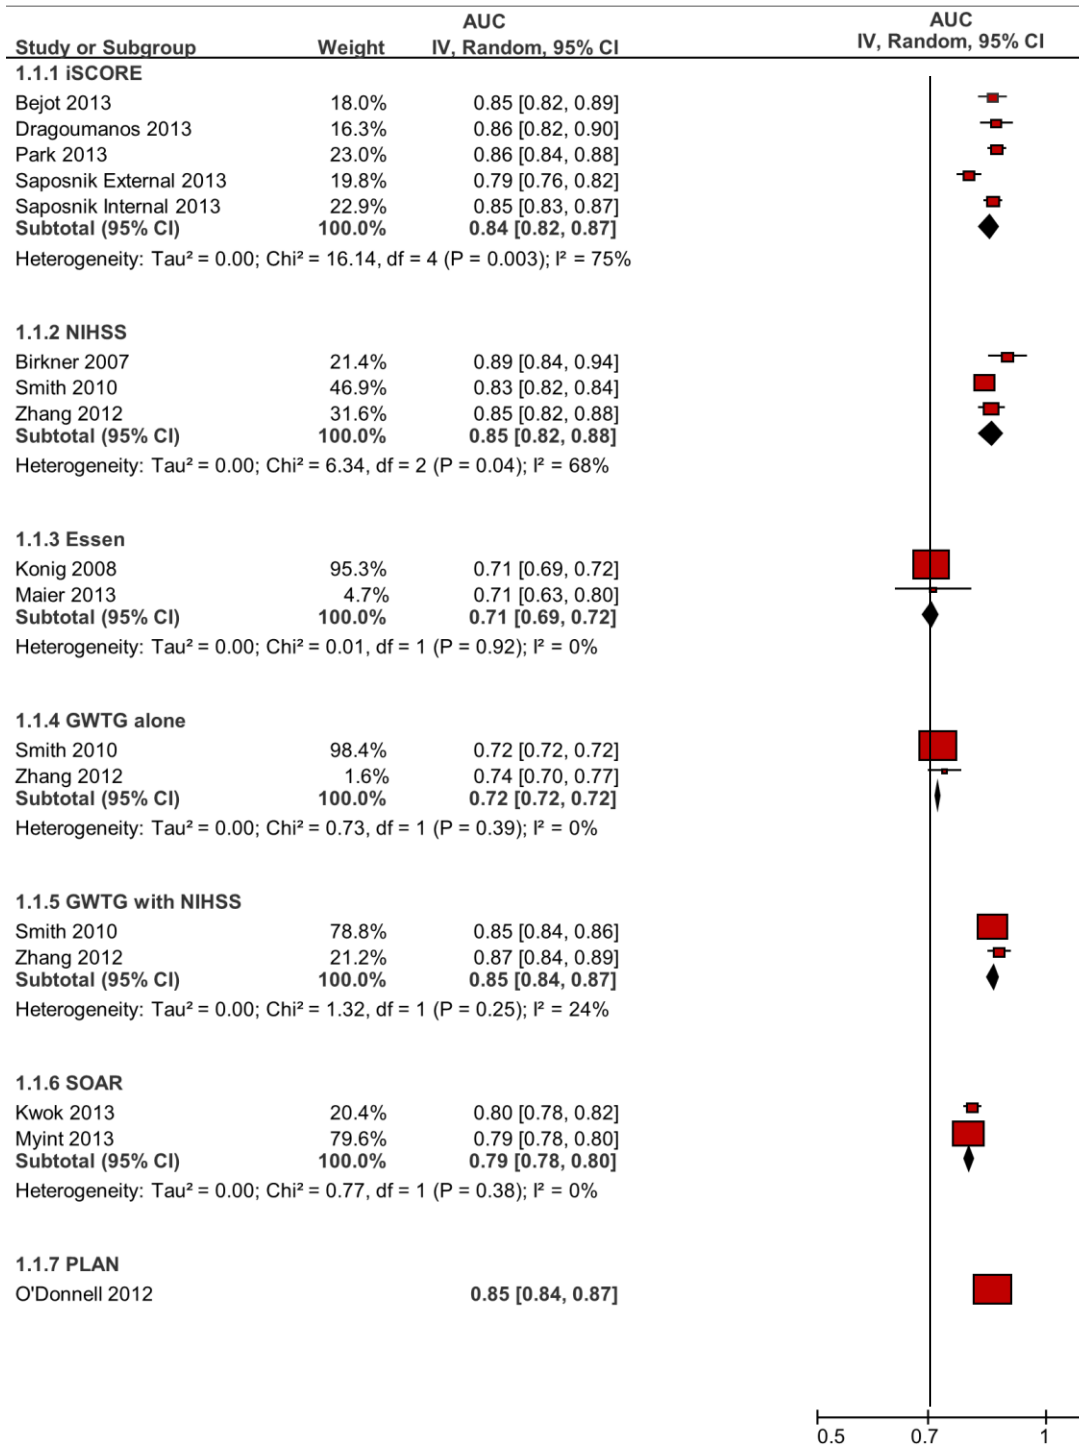 AUC AUC
Study or Subgroup Weight IV, Random, 95% CI IV, Random, 95% CI
1.1.1 iSCORE
Bejot 2013 18.0% 0.85 [0.82, 0.89]
Dragoumanos 2013 16.3% 0.86 [0.82, 0.90]
Park 2013 23.0% 0.86 [0.84, 0.88]
Saposnik External 2013 19.8% 0.79 [0.76, 0.82]
Saposnik Internal 2013 22.9% 0.85 [0.83, 0.87]
Subtotal (95% CI) 100.0% 0.84 [0.82, 0.87]
Heterogeneity: Tau² = 0.00; Chi² = 16.14, df = 4 (P = 0.003); I² = 75%
1.1.2 NIHSS
Birkner 2007 21.4% 0.89 [0.84, 0.94]
Smith 2010 46.9% 0.83 [0.82, 0.84]
Zhang 2012 31.6% 0.85 [0.82, 0.88]
Subtotal (95% CI) 100.0% 0.85 [0.82, 0.88]
Heterogeneity: Tau² = 0.00; Chi² = 6.34, df = 2 (P = 0.04); I² = 68%
1.1.3 Essen
Konig 2008 95.3% 0.71 [0.69, 0.72]
Maier 2013 4.7% 0.71 [0.63, 0.80]
Subtotal (95% CI) 100.0% 0.71 [0.69, 0.72]
Heterogeneity: Tau² = 0.00; Chi² = 0.01, df = 1 (P = 0.92); I² = 0%
1.1.4 GWTG alone
Smith 2010 98.4% 0.72 [0.72, 0.72]
Zhang 2012 1.6% 0.74 [0.70, 0.77]
Subtotal (95% CI) 100.0% 0.72 [0.72, 0.72]
Heterogeneity: Tau² = 0.00; Chi² = 0.73, df = 1 (P = 0.39); I² = 0%
1.1.5 GWTG with NIHSS
Smith 2010 78.8% 0.85 [0.84, 0.86]
Zhang 2012 21.2% 0.87 [0.84, 0.89]
Subtotal (95% CI) 100.0% 0.85 [0.84, 0.87]
Heterogeneity: Tau² = 0.00; Chi² = 1.32, df = 1 (P = 0.25); I² = 24%
1.1.6 SOAR
Kwok 2013 20.4% 0.80 [0.78, 0.82]
Myint 2013 79.6% 0.79 [0.78, 0.80]
Subtotal (95% CI) 100.0% 0.79 [0.78, 0.80]
Heterogeneity: Tau² = 0.00; Chi² = 0.77, df = 1 (P = 0.38); I² = 0%
1.1.7 PLAN
O'Donnell 2012 0.85 [0.84, 0.87]
0.5 0.7 1